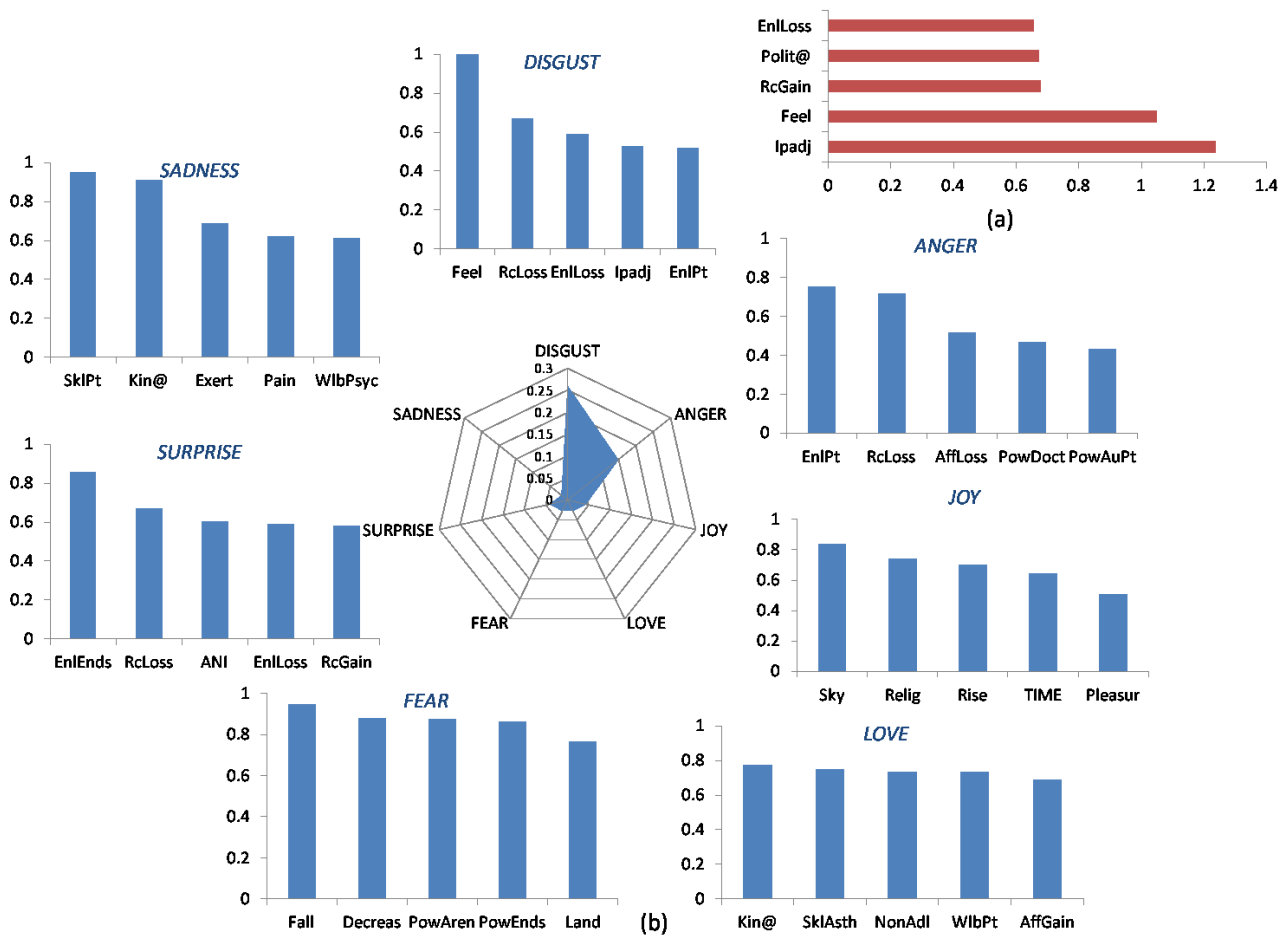 DISGUST
1
0.8
0.6
0.4
0.2
0
Feel RcLoss EnlLoss Ipadj EnlPt
EnlLoss
Polit@
RcGain
Feel
Ipadj
0 0.2 0.4 0.6 0.8 1 1.2 1.4
(a)
SADNESS
1
0.8
0.6
0.4
0.2
0
SklPt Kin@ Exert Pain WlbPsyc
ANGER
1
0.8
0.6
0.4
0.2
0
EnlPt RcLoss AffLoss PowDoct PowAuPt
DISGUST
0.3
0.25
0.2
0.15
0.1
0.05
0
SADNESS ANGER
SURPRISE JOY
FEAR LOVE
SURPRISE
1
0.8
0.6
0.4
0.2
0
EnlEnds RcLoss ANI EnlLoss RcGain
JOY
1
0.8
0.6
0.4
0.2
0
Sky Relig Rise TIME Pleasur
FEAR
1
0.8
0.6
0.4
0.2
0
Fall Decreas PowAren PowEnds Land
LOVE
1
0.8
0.6
0.4
0.2
0
Kin@ SklAsth NonAdl WlbPt AffGain
(b)